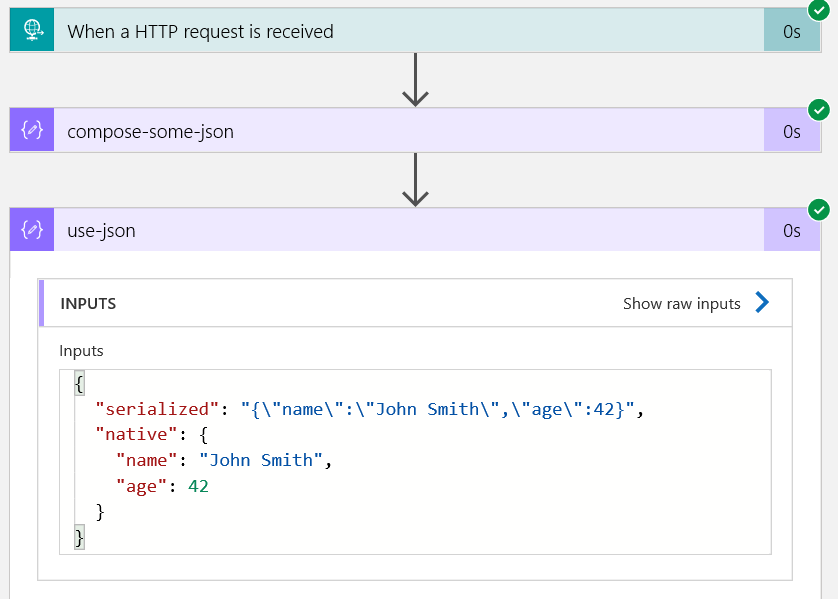 When a HTTP request is received
0s
compose-some-json
0s
use-json
0s
INPUTS
Show raw inputs
Inputs
{
"serialized": "{\"name\":\"John Smith\",\"age\":42}",
"native": {
"name": "John Smith",
"age": 42
}
}